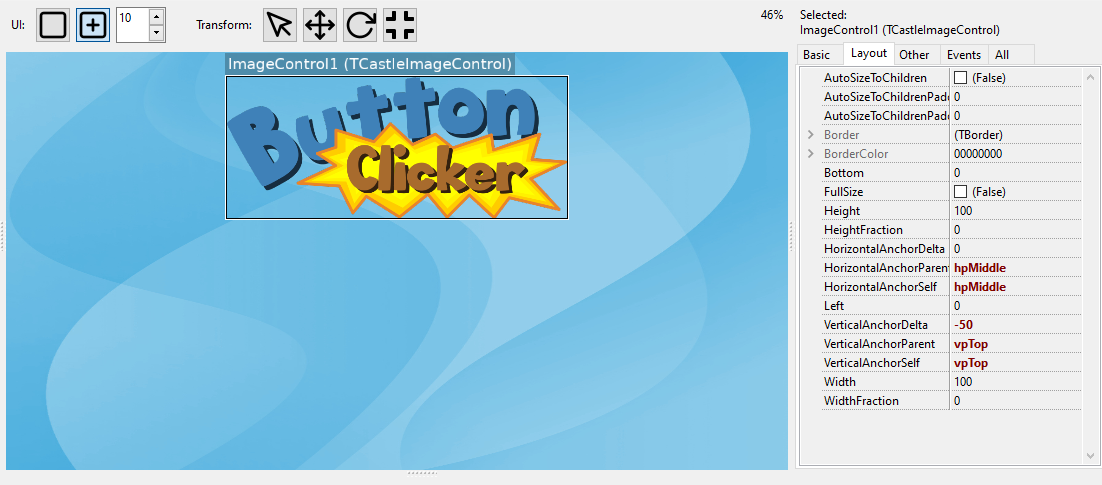 UI:
10
Transform:
46%
Selected:
ImageControl1 (TCastleImageControl)
Basic Layout Other Events All
ImageControl1 (TCastleImageControl)
Button
Clicker
AutoSizeToChildren (False)
AutoSizeToChildrenPadd 0
AutoSizeToChildrenPadd 0
Border (TBorder)
BorderColor 00000000
Bottom 0
FullSize (False)
Height 100
HeightFraction 0
HorizontalAnchorDelta 0
HorizontalAnchorParent hpMiddle
HorizontalAnchorSelf hpMiddle
Left 0
VerticalAnchorDelta -50
VerticalAnchorParent vpTop
VerticalAnchorSelf vpTop
Width 100
WidthFraction 0